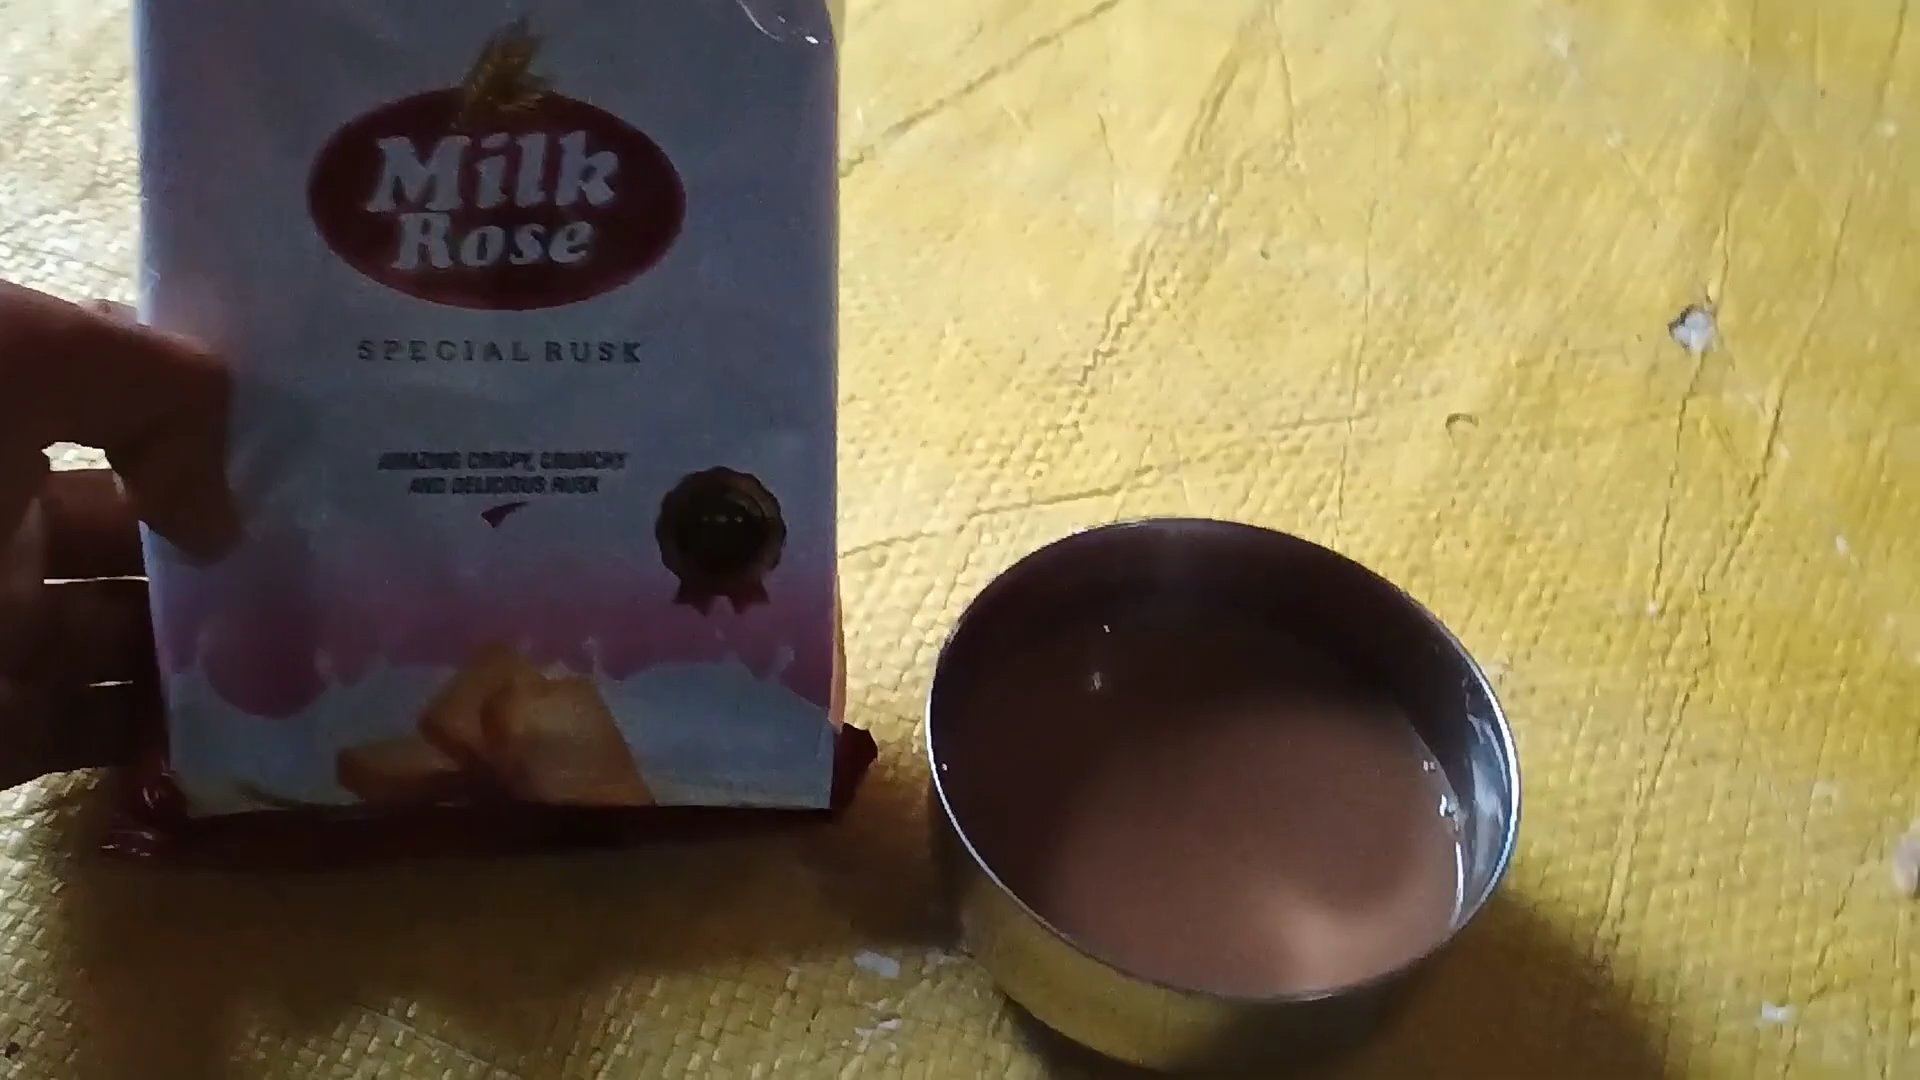 Milk
Rose
SPECIAL RUSK
AMAZING CRISPY, CRUNCHY
AND DELICIOUS RUSK